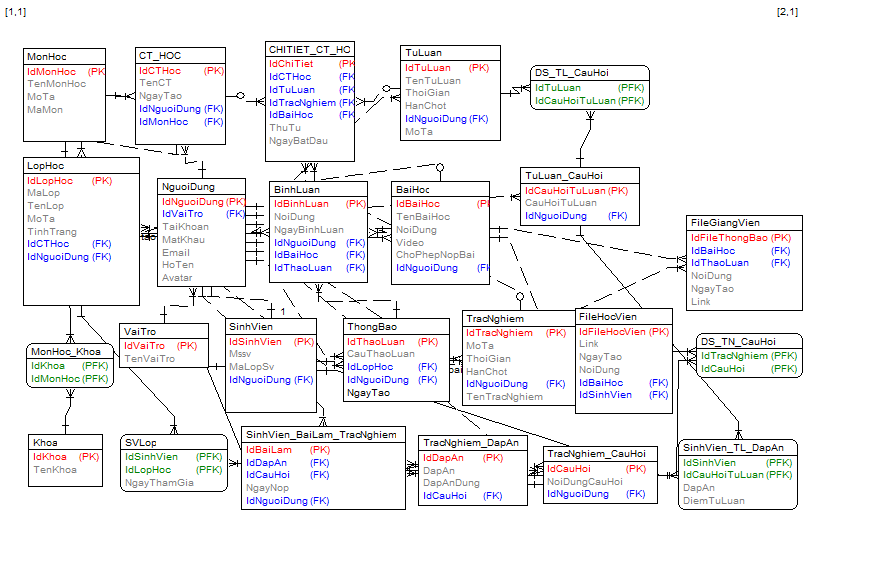 [1,1]
[2,1]
MonHoc
IdMonHoc (PK
TenMonHoc
MoTa
MaMon
CT_HOC
IdCTHoc (PK)
TenCT
NgayTao
IdNguoiDung (FK)
IdMonHoc (FK)
CHITIET_CT_HO
IdChiTiet (PK
IdCTHoc (FK
IdTuLuan (FK
IdTracNghiem (FK
IdBaiHoc (FK
ThuTu
NgayBatDau
TuLuan
IdTuLuan (PK)
TenTuLuan
ThoiGian
HanChot
IdNguoiDung (FK)
MoTa
DS_TL_CauHoi
IdTuLuan (PFK)
IdCauHoiTuLuan (PFK)
LopHoc
IdLopHoc (PK)
MaLop
TenLop
MoTa
TinhTrang
IdCTHoc (FK)
IdNguoiDung (FK)
NguoiDung
IdNguoiDung (PK)
IdVaiTro (FK)
TaiKhoan
MatKhau
Email
HoTen
Avatar
BinhLuan
IdBinhLuan (PK)
NoiDung
NgayBinhLuan
IdNguoiDung (FK)
IdBaiHoc (FK)
IdThaoLuan (FK)
BaiHoc
IdBaiHoc (PK
TenBaiHoc
NoiDung
Video
ChoPhepNopBai
IdNguoiDung (FK
TuLuan_CauHoi
IdCauHoiTuLuan (PK)
CauHoiTuLuan
IdNguoiDung (FK)
FileGiangVien
IdFileThongBao (PK)
IdBaiHoc (FK)
IdThaoLuan (FK)
NoiDung
NgayTao
Link
tao
1
MonHoc_Khoa
IdKhoa (PFK)
IdMonHoc (PFK)
VaiTro
IdVaiTro (PK)
TenVaiTro
SinhVien
IdSinhVien (PK)
Mssv
MaLopSv
IdNguoiDung (FK)
ThongBao
IdThaoLuan (PK)
CauThaoLuan
IdLopHoc (FK)
IdNguoiDung (FK)
NgayTao
TracNghiem
IdTracNghiem (PK)
MoTa
ThoiGian
HanChot
IdNguoiDung (FK)
TenTracNghiem
FileHocVien
IdFileHocVien (PK)
Link
NgayTao
NoiDung
IdBaiHoc (FK)
IdSinhVien (FK)
DS_TN_CauHoi
IdTracNghiem (PFK)
IdCauHoi (PFK)
Khoa
IdKhoa (PK)
TenKhoa
SVLop
IdSinhVien (PFK)
IdLopHoc (PFK)
NgayThamGia
SinhVien_BaiLam_TracNghiem
IdBaiLam (PK)
IdDapAn (FK)
IdCauHoi (FK)
NgayNop
IdNguoiDung (FK)
TracNghiem_DapAn
IdDapAn (PK)
DapAn
DapAnDung
IdCauHoi (FK)
TracNghiem_CauHoi
IdCauHoi (PK)
NoiDungCauHoi
IdNguoiDung (FK)
SinhVien_TL_DapAn
IdSinhVien (PFK)
IdCauHoiTuLuan (PFK)
DapAn
DiemTuLuan